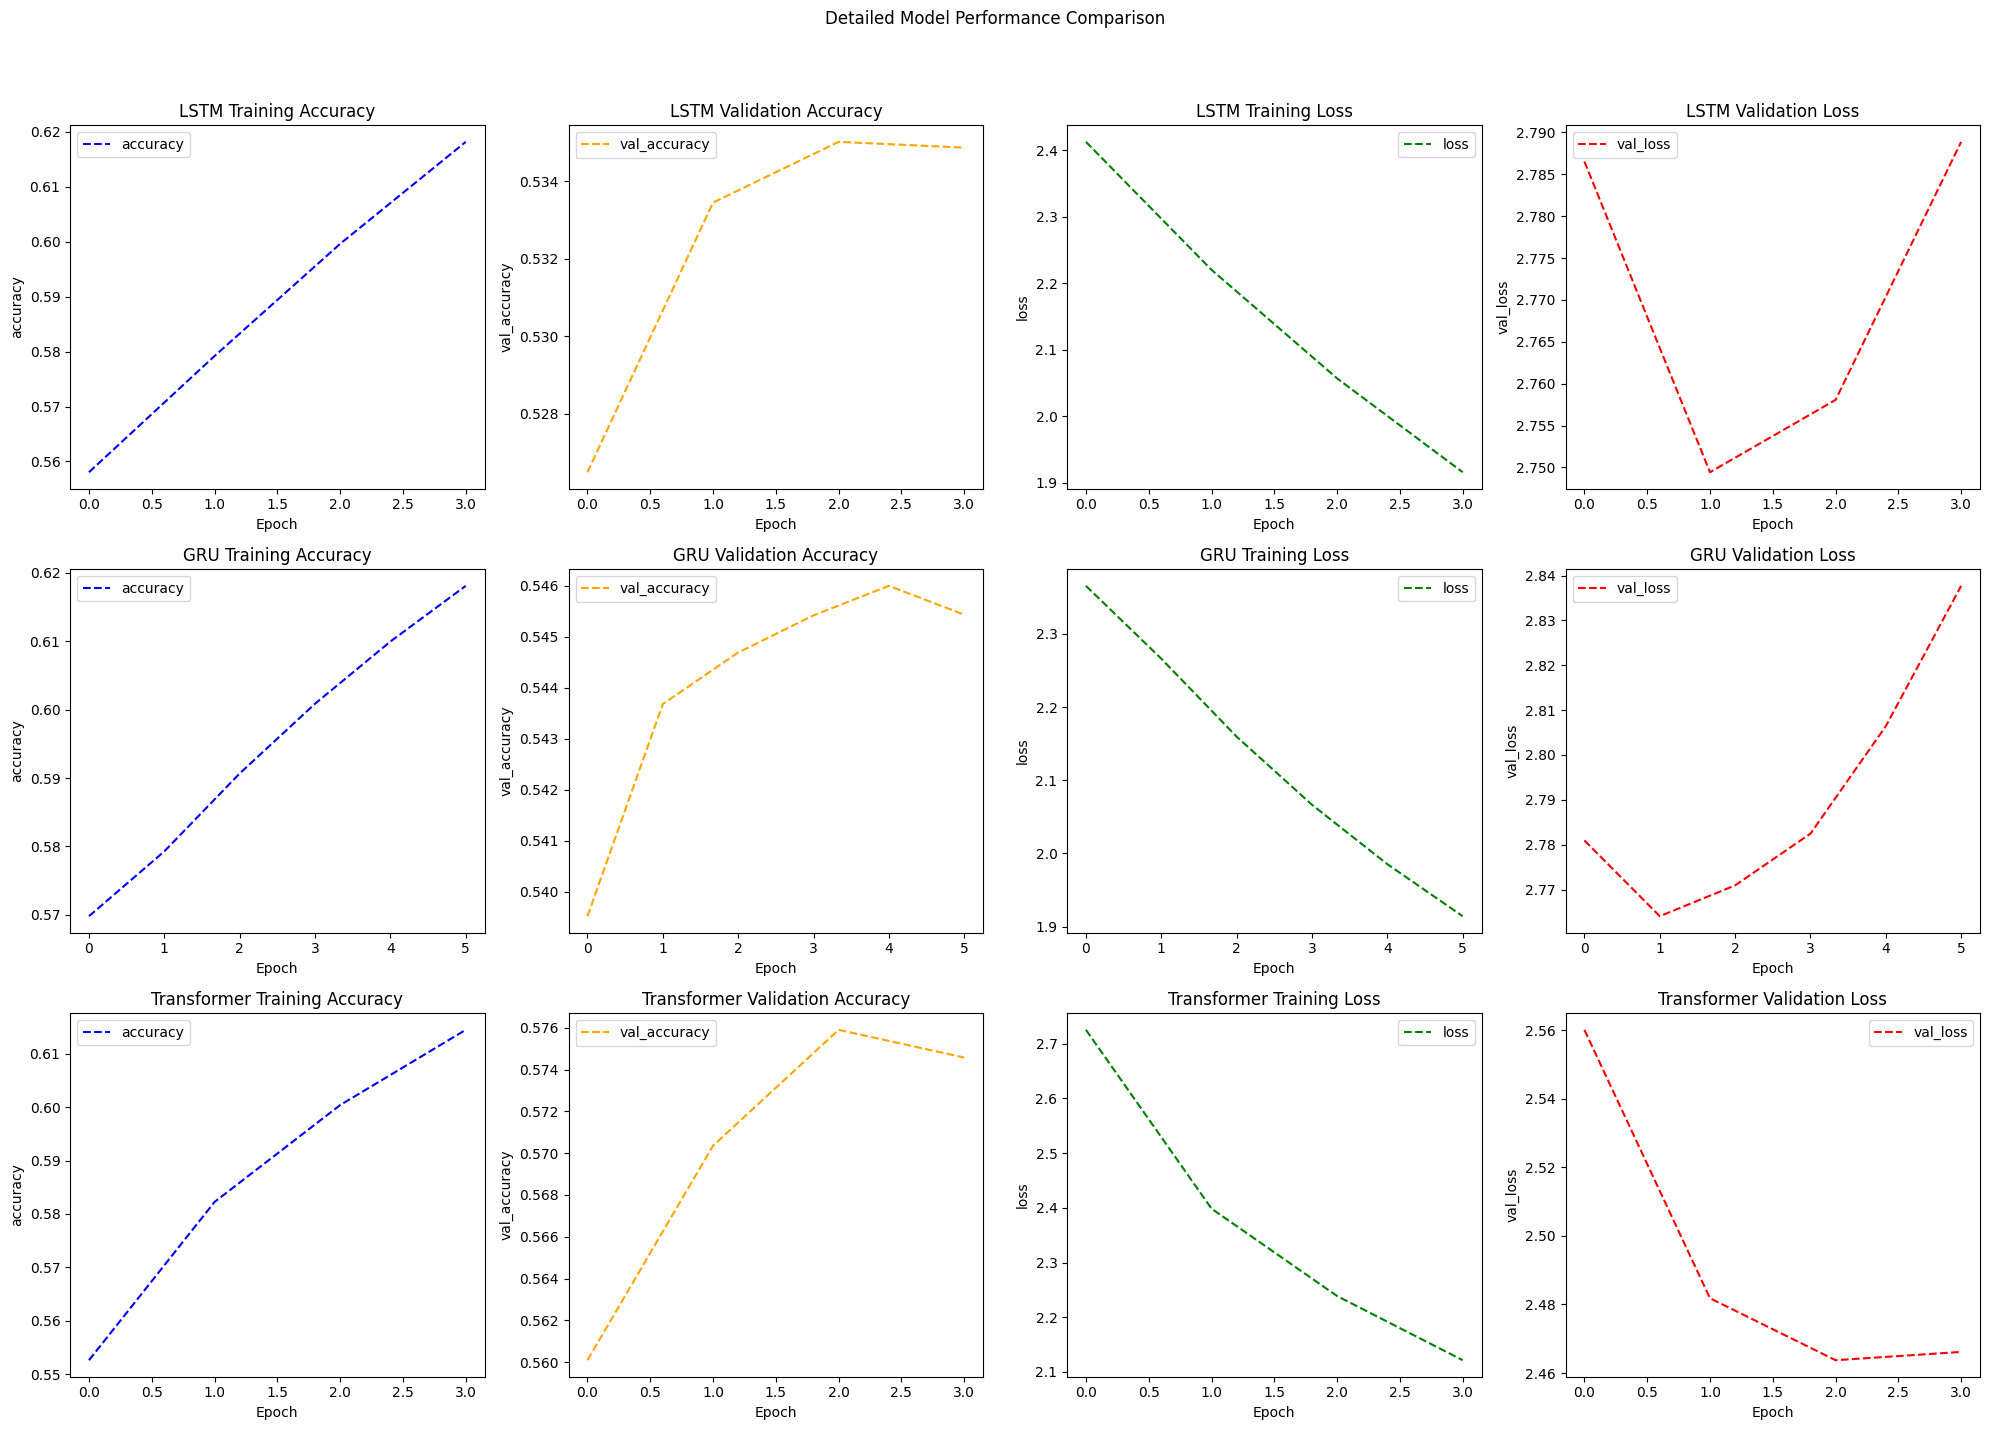 Detailed Model Performance Comparison
LSTM Training Accuracy
accuracy
0.62
0.61
0.60
0.59
0.58
0.57
0.56
accuracy
0.0 0.5 1.0 1.5 2.0 2.5 3.0
Epoch
LSTM Validation Accuracy
val_accuracy
0.534
0.532
0.530
0.528
val_accuracy
0.0 0.5 1.0 1.5 2.0 2.5 3.0
Epoch
LSTM Training Loss
loss
2.4
2.3
2.2
2.1
2.0
1.9
loss
0.0 0.5 1.0 1.5 2.0 2.5 3.0
Epoch
LSTM Validation Loss
val_loss
2.790
2.785
2.780
2.775
2.770
2.765
2.760
2.755
2.750
val_loss
0.0 0.5 1.0 1.5 2.0 2.5 3.0
Epoch
GRU Training Accuracy
accuracy
0.62
0.61
0.60
0.59
0.58
0.57
accuracy
0 1 2 3 4 5
Epoch
GRU Validation Accuracy
val_accuracy
0.546
0.545
0.544
0.543
0.542
0.541
0.540
val_accuracy
0 1 2 3 4 5
Epoch
GRU Training Loss
loss
2.3
2.2
2.1
2.0
1.9
loss
0 1 2 3 4 5
Epoch
GRU Validation Loss
val_loss
2.84
2.83
2.82
2.81
2.80
2.79
2.78
2.77
val_loss
0 1 2 3 4 5
Epoch
Transformer Training Accuracy
accuracy
0.61
0.60
0.59
0.58
0.57
0.56
0.55
accuracy
0.0 0.5 1.0 1.5 2.0 2.5 3.0
Epoch
Transformer Validation Accuracy
val_accuracy
0.576
0.574
0.572
0.570
0.568
0.566
0.564
0.562
0.560
val_accuracy
0.0 0.5 1.0 1.5 2.0 2.5 3.0
Epoch
Transformer Training Loss
loss
2.7
2.6
2.5
2.4
2.3
2.2
2.1
loss
0.0 0.5 1.0 1.5 2.0 2.5 3.0
Epoch
Transformer Validation Loss
val_loss
2.56
2.54
2.52
2.50
2.48
2.46
val_loss
0.0 0.5 1.0 1.5 2.0 2.5 3.0
Epoch